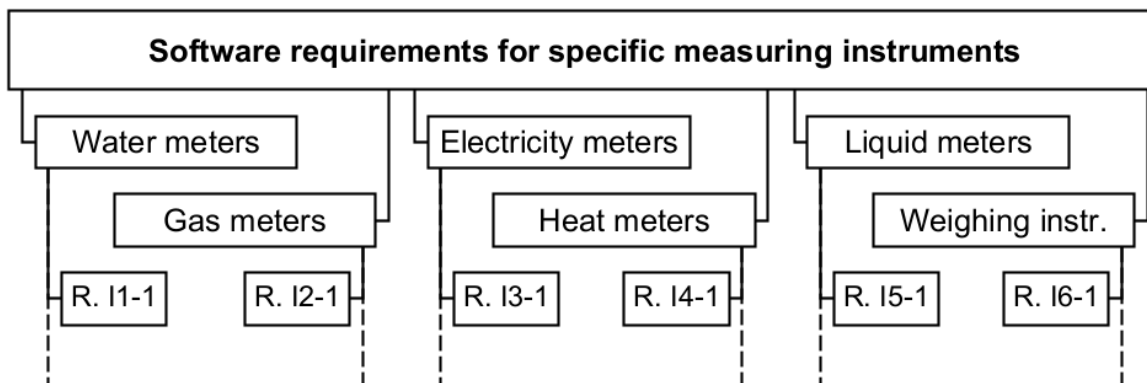 Software requirements for specific measuring instruments
Water meters
Electricity meters
Liquid meters
Gas meters
Heat meters
Weighing instr.
R. I1-1
R. I2-1
R. I3-1
R. I4-1
R. I5-1
R. I6-1